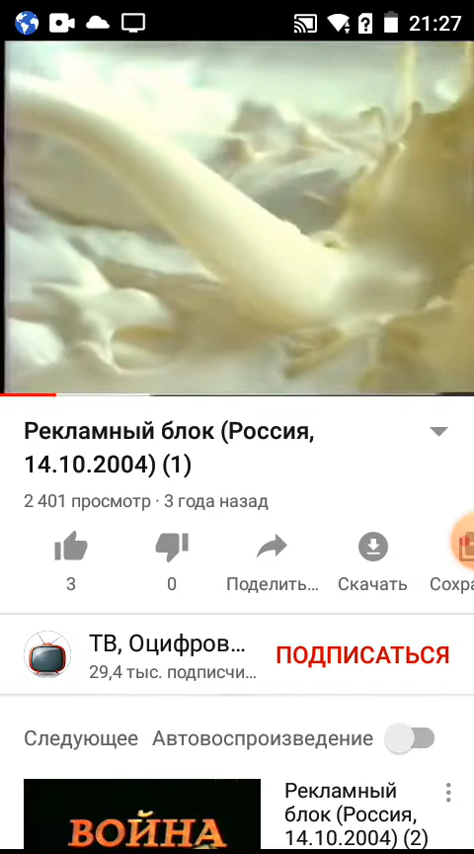 21:27
Рекламный блок (Россия,
14.10.2004) (1)
2 401 просмотр · 3 года назад
3
0
Поделить...
Скачать
Сохра
ТВ, Оцифров...
ПОДПИСАТЬСЯ
29,4 тыс. подписчи...
Следующее Автовоспроизведение
ВОЙНА
Рекламный
блок (Россия,
14.10.2004) (2)